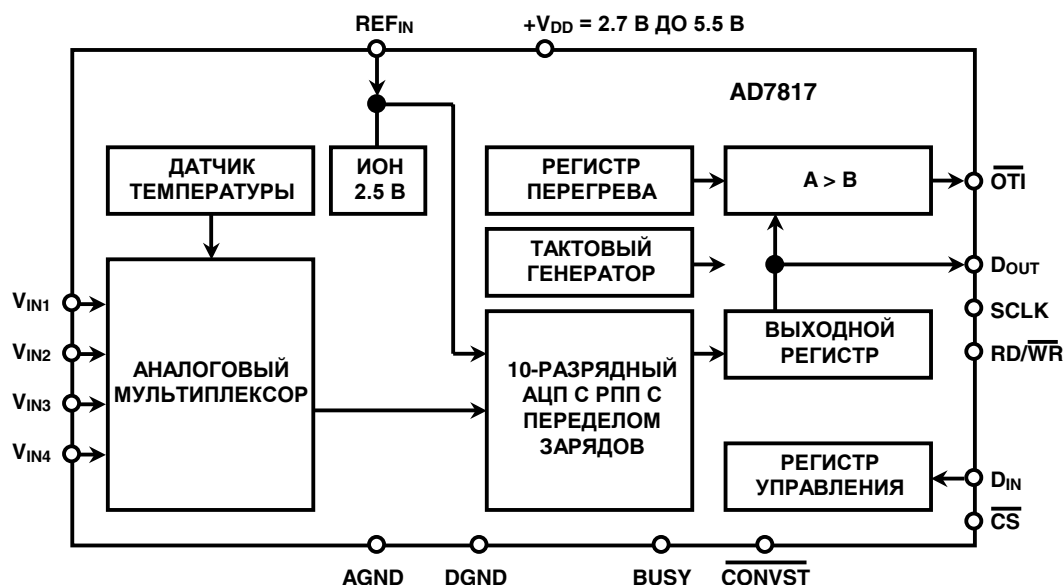 REFIN
+VDD = 2.7 В ДО 5.5 В
AD7817
ДАТЧИК
ТЕМПЕРАТУРЫ
ИОН
2.5 В
РЕГИСТР
ПЕРЕГРЕВА
A > B
OTI
ТАКТОВЫЙ
ГЕНЕРАТОР
DOUT
VIN1
VIN2
VIN3
VIN4
АНАЛОГОВЫЙ
МУЛЬТИПЛЕКСОР
10-РАЗРЯДНЫЙ
АЦП С РПП С
ПЕРЕДЕЛОМ
ЗАРЯДОВ
ВЫХОДНОЙ
РЕГИСТР
SCLK
RD/WR
РЕГИСТР
УПРАВЛЕНИЯ
DIN
CS
AGND
DGND
BUSY
CONVST